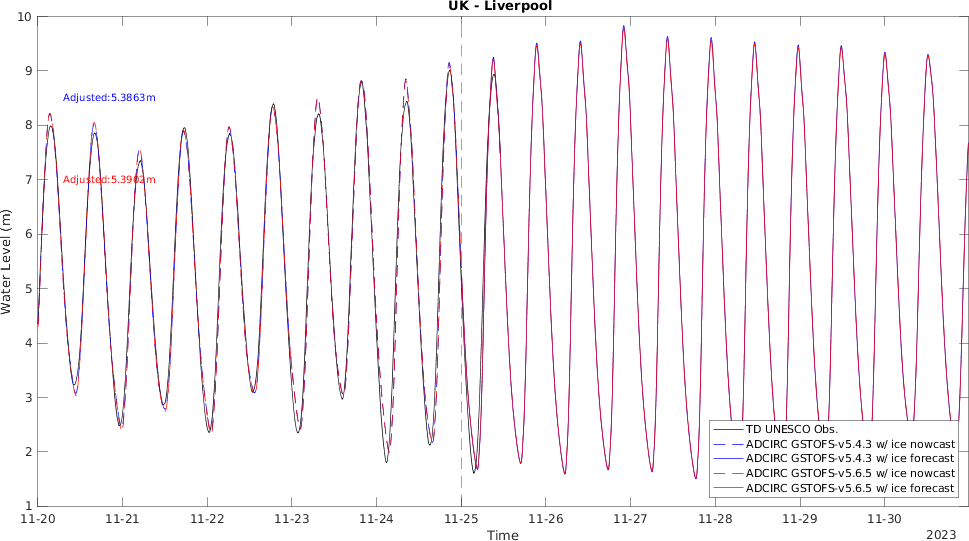 UK - Liverpool
10
9
8
7
6
5
4
3
2
1
Water Level (m)
Adjusted:5.3863m
Adjusted:5.3902m
TD UNESCO Obs.
ADCIRC GSTOFS-v5.4.3 w/ ice nowcast
ADCIRC GSTOFS-v5.4.3 w/ ice forecast
ADCIRC GSTOFS-v5.6.5 w/ ice nowcast
ADCIRC GSTOFS-v5.6.5 w/ ice forecast
11-20 11-21 11-22 11-23 11-24 11-25 11-26 11-27 11-28 11-29 11-30
Time
2023